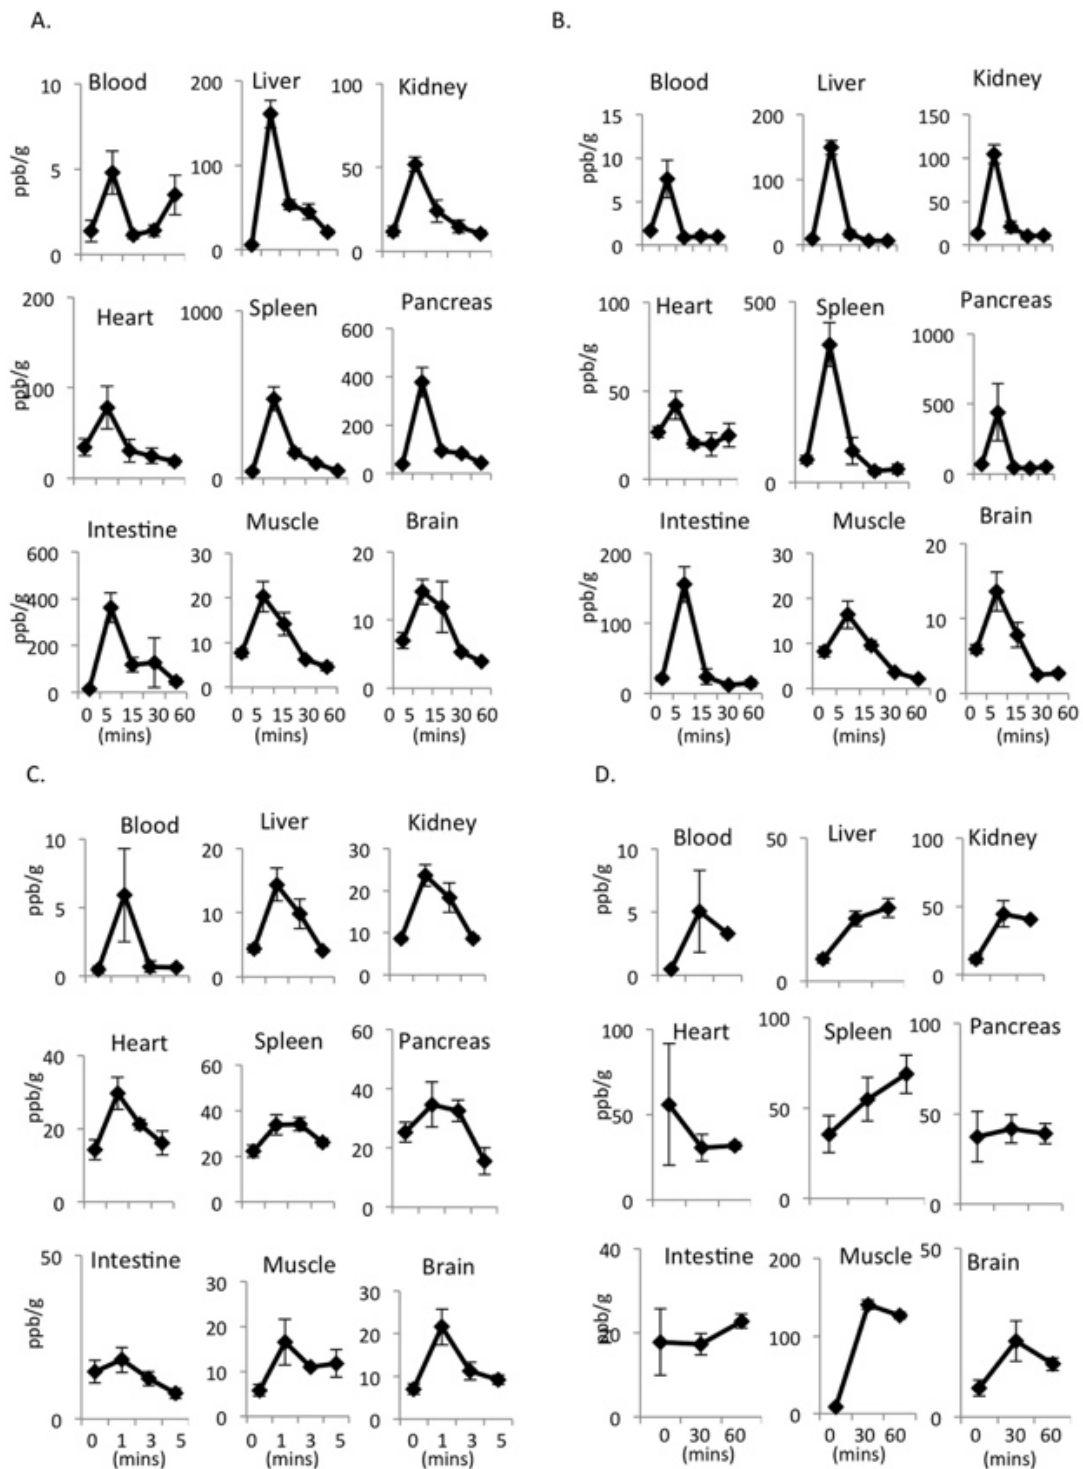 A.
Blood Liver Kidney
ppb/g
10 5 0
200 100 0
100 50 0
Heart Spleen Pancreas
ppb/g
200 100 0
1000 0
600 400 200 0
Intestine Muscle Brain
ppb/g
600 400 200 0
30 20 10 0
20 10 0
0 5 15 30 60 0 5 15 30 60 0 5 15 30 60
(mins) (mins) (mins)
B.
Blood Liver Kidney
ppb/g
15 10 5 0
200 100 0
150 100 50 0
Heart Spleen Pancreas
ppb/g
100 50 0
500 0
1000 500 0
Intestine Muscle Brain
ppb/g
200 100 0
30 20 10 0
20 10 0
0 5 15 30 60 0 5 15 30 60 0 5 15 30 60
(mins) (mins) (mins)
C.
Blood Liver Kidney
ppb/g
10 5 0
20 10 0
30 20 10 0
Heart Spleen Pancreas
ppb/g
40 20 0
60 40 20 0
60 40 20 0
Intestine Muscle Brain
ppb/g
50 0
30 20 10 0
30 20 10 0
0 1 3 5 0 1 3 5 0 1 3 5
(mins) (mins) (mins)
D.
Blood Liver Kidney
ppb/g
10 5 0
50 0
100 50 0
Heart Spleen Pancreas
ppb/g
100 50 0
100 50 0
100 50 0
Intestine Muscle Brain
ppb/g
40 20 0
200 100 0
50 0
0 30 60 0 30 60 0 30 60
(mins) (mins) (mins)